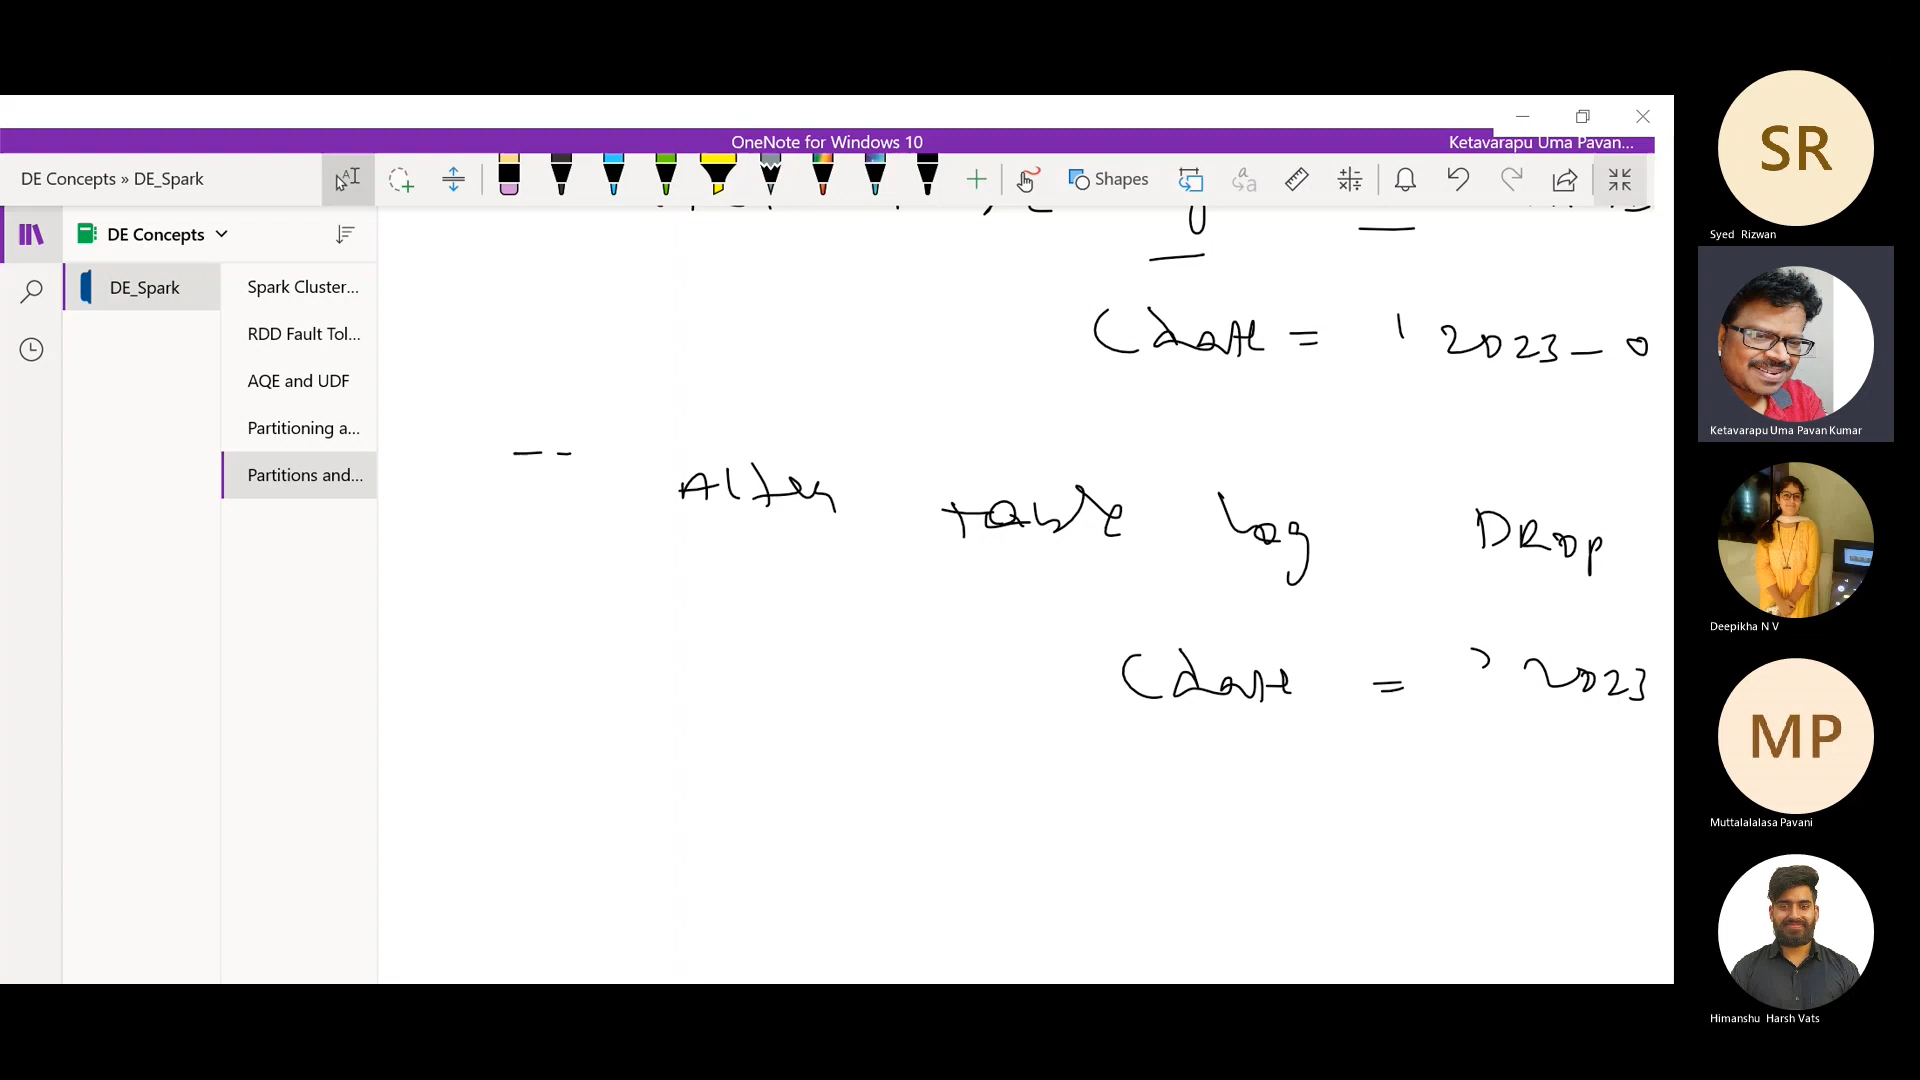 OneNote for Windows 10
Ketavarapu Uma Pavan...
DE Concepts » DE_Spark
Shapes
DE Concepts
DE_Spark
Spark Cluster...
RDD Fault Tol...
AQE and UDF
Partitioning a...
Partitions and...
(date = ' 2023-0
-- Alter table log DROP
(date = ' 2023
SR
Syed Rizwan
Ketavarapu Uma Pavan Kumar
Deepikha N V
MP
Muttalalalasa Pavani
Himanshu Harsh Vats